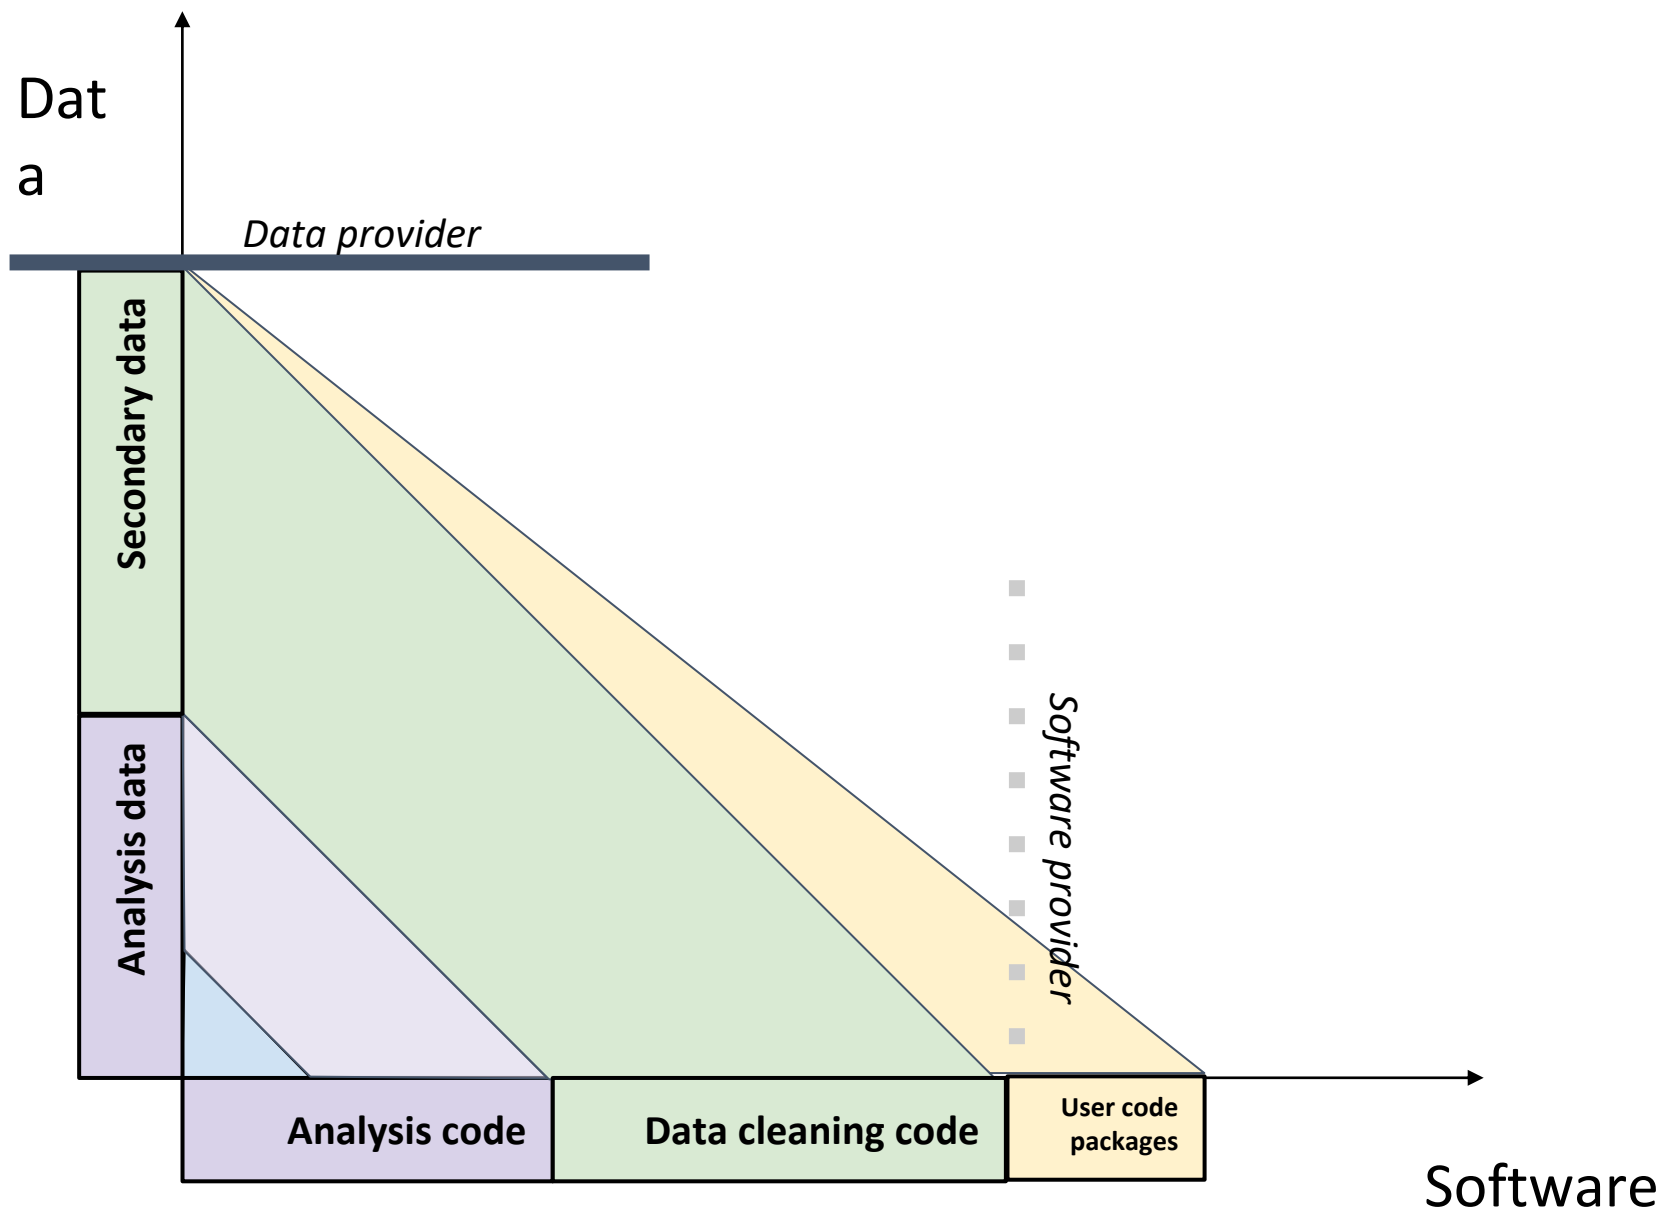 Dat
a
Data provider
Secondary data
Analysis data
Software provider
Analysis code
Data cleaning code
User code
packages
Software